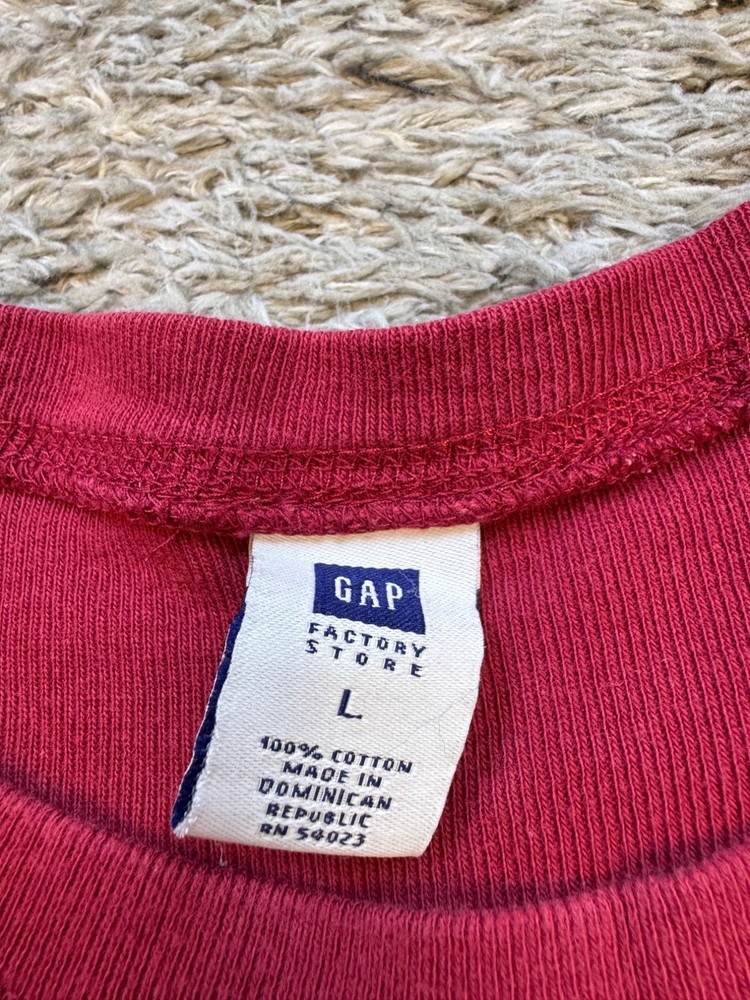 GAP
FACTORY
STORE
L
100% COTTON
MADE IN
DOMINICAN
REPUBLIC
RN 54023